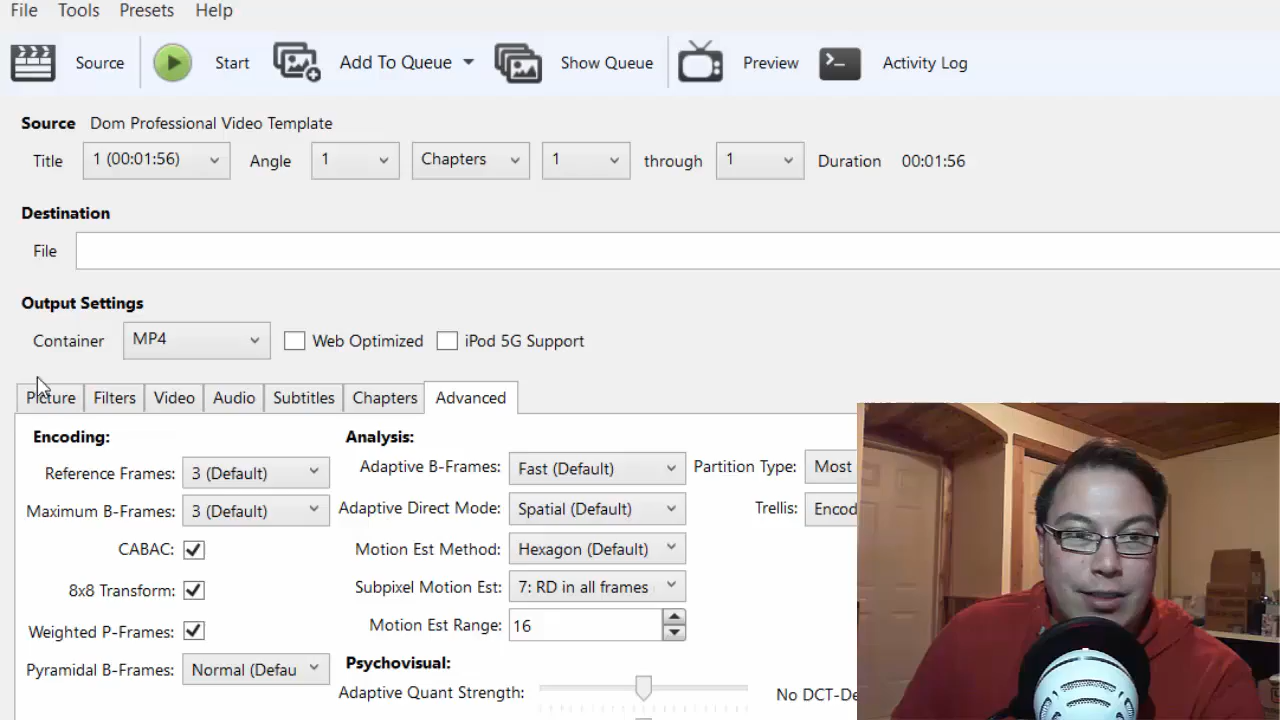 File Tools Presets Help
Source Start Add To Queue Show Queue Preview Activity Log
Source Dom Professional Video Template
Title 1 (00:01:56) Angle 1 Chapters 1 through 1 Duration 00:01:56
Destination
File
Output Settings
Container MP4 Web Optimized iPod 5G Support
Picture Filters Video Audio Subtitles Chapters Advanced
Encoding: Analysis:
Reference Frames: 3 (Default) Adaptive B-Frames: Fast (Default) Partition Type: Most
Maximum B-Frames: 3 (Default) Adaptive Direct Mode: Spatial (Default) Trellis: Encod
CABAC: Motion Est Method: Hexagon (Default)
8x8 Transform: Subpixel Motion Est: 7: RD in all frames
Weighted P-Frames: Motion Est Range: 16
Pyramidal B-Frames: Normal (Defau Psychovisual:
Adaptive Quant Strength: No DCT-De